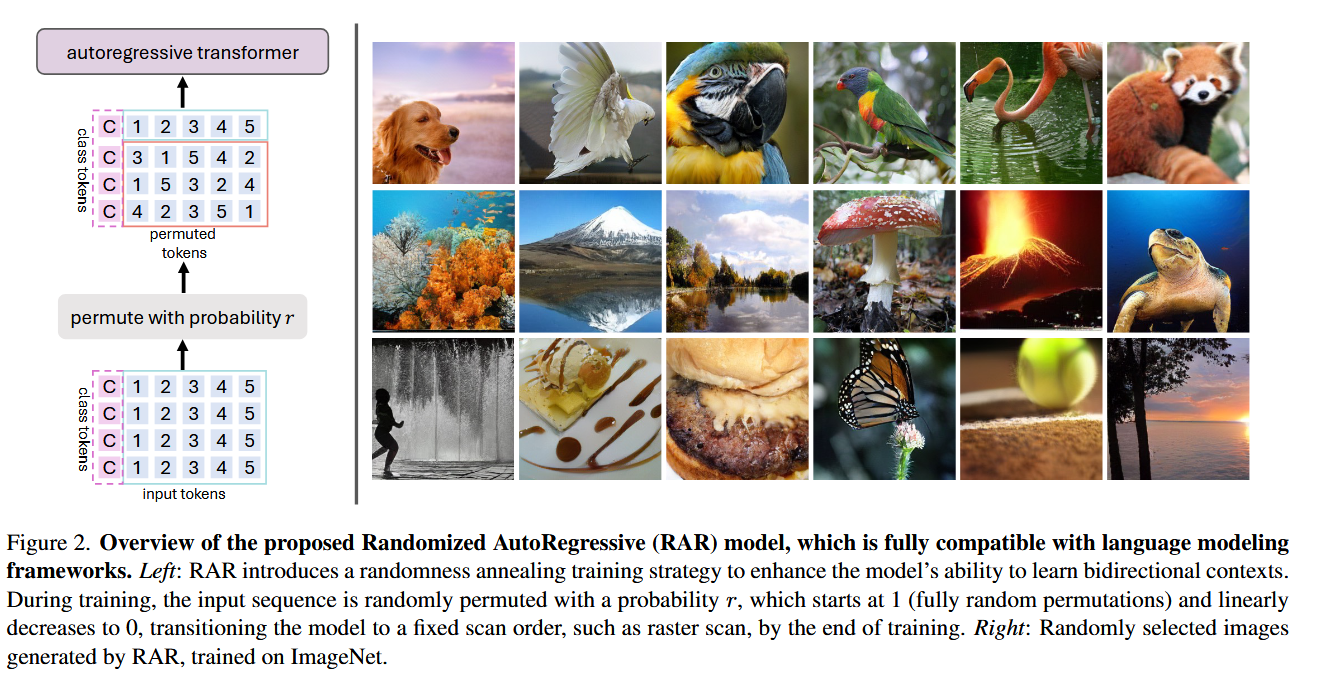 autoregressive transformer
class tokens
C 1 2 3 4 5
C 3 1 5 4 2
C 1 5 3 2 4
C 4 2 3 5 1
permuted
tokens
permute with probability r
class tokens
C 1 2 3 4 5
C 1 2 3 4 5
C 1 2 3 4 5
C 1 2 3 4 5
input tokens
Figure 2. Overview of the proposed Randomized AutoRegressive (RAR) model, which is fully compatible with language modeling
frameworks. Left: RAR introduces a randomness annealing training strategy to enhance the model’s ability to learn bidirectional contexts.
During training, the input sequence is randomly permuted with a probability r, which starts at 1 (fully random permutations) and linearly
decreases to 0, transitioning the model to a fixed scan order, such as raster scan, by the end of training. Right: Randomly selected images
generated by RAR, trained on ImageNet.